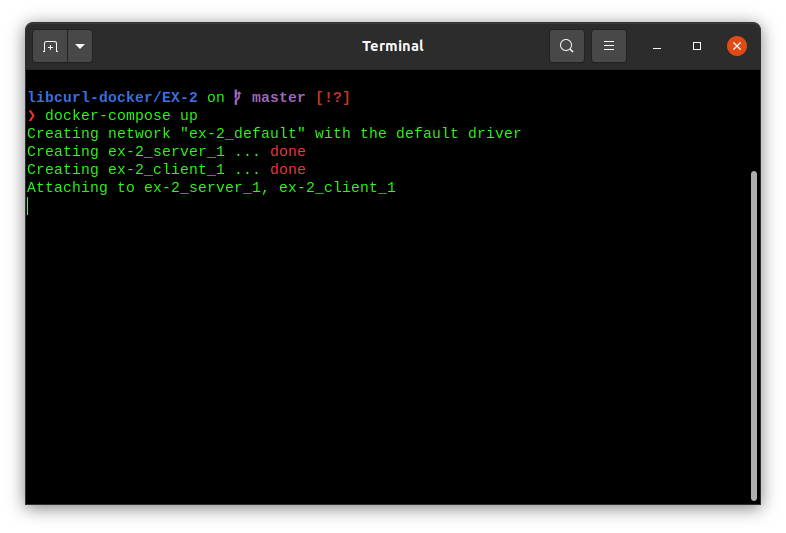 Terminal
libcurl-docker/EX-2 on master [!?]
❯ docker-compose up
Creating network "ex-2_default" with the default driver
Creating ex-2_server_1 ... done
Creating ex-2_client_1 ... done
Attaching to ex-2_server_1, ex-2_client_1